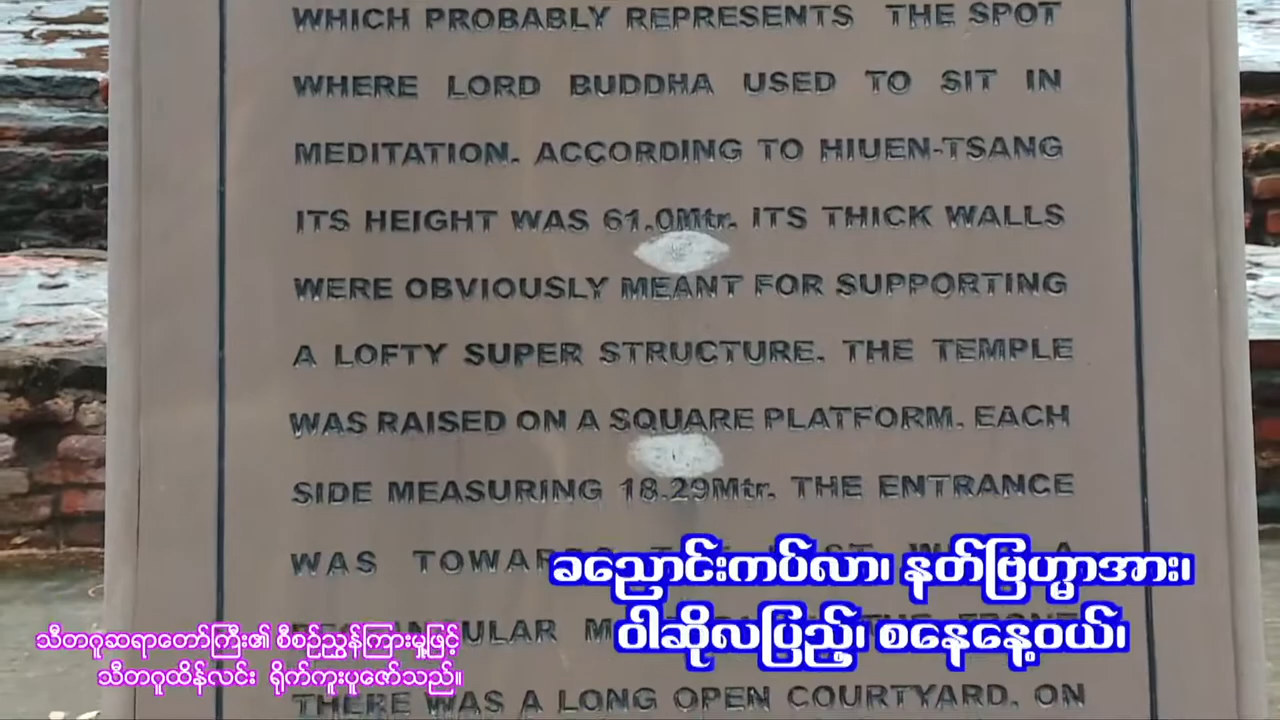 WHICH PROBABLY REPRESENTS THE SPOT
WHERE LORD BUDDHA USED TO SIT IN
MEDITATION. ACCORDING TO HIUEN-TSANG
ITS HEIGHT WAS 61.0Mtr. ITS THICK WALLS
WERE OBVIOUSLY MEANT FOR SUPPORTING
A LOFTY SUPER STRUCTURE. THE TEMPLE
WAS RAISED ON A SQUARE PLATFORM. EACH
SIDE MEASURING 18.29Mtr. THE ENTRANCE
WAS
THERE WAS A LONG OPEN COURTYARD. ON
ခညောင်းကပ်လာ၊ နတ်ဗြဟ္မာအား၊
ဝါဆိုလပြည့်၊ စနေနေ့ဝယ်၊
သီတဂူဆရာတော်ကြီး၏ စီစဉ်ညွှန်ကြားမှုဖြင့်
သီတဂူထိန်လင်း ရိုက်ကူးပူဇော်သည်။